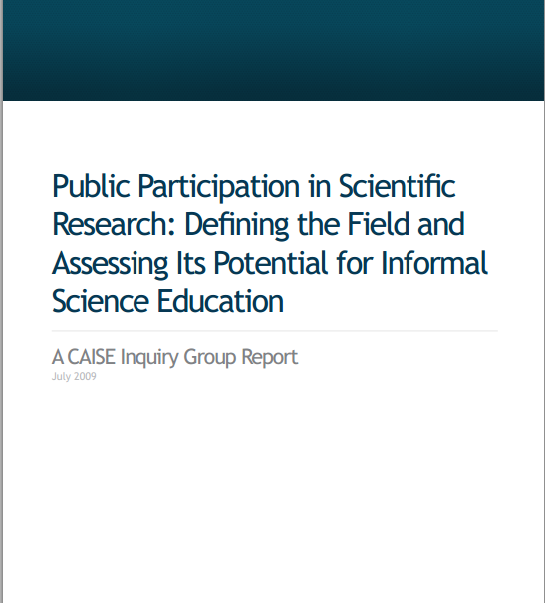 Public Participation in Scientific
Research: Defining the Field and
Assessing Its Potential for Informal
Science Education
A CAISE Inquiry Group Report
July 2009